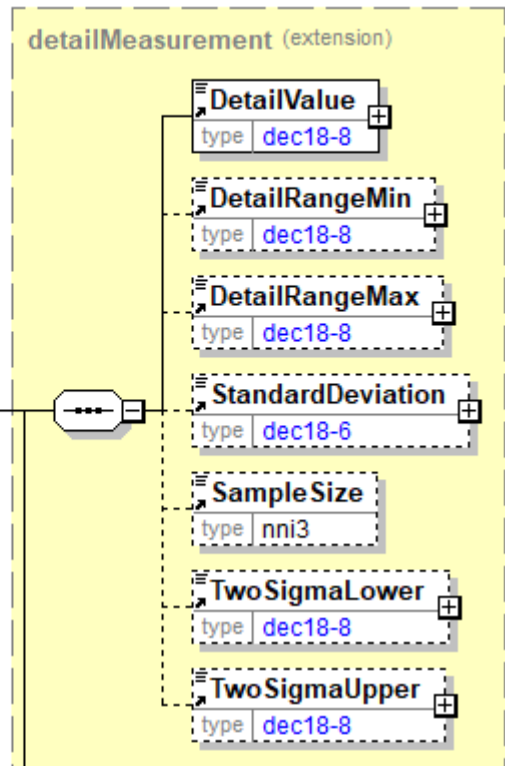 detailMeasurement (extension)
DetailValue
type dec18-8
DetailRangeMin
type dec18-8
DetailRangeMax
type dec18-8
StandardDeviation
type dec18-6
SampleSize
type nni3
TwoSigmaLower
type dec18-8
TwoSigmaUpper
type dec18-8